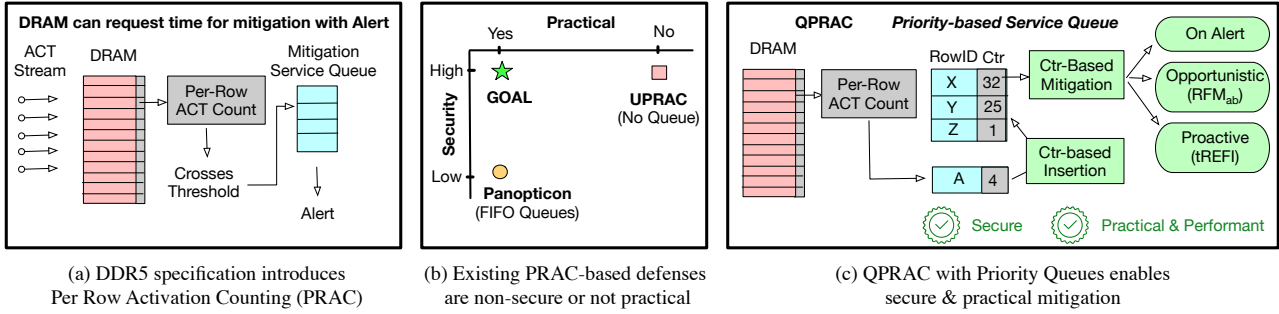 DRAM can request time for mitigation with Alert
ACT
Stream
DRAM
Mitigation
Service Queue
Per-Row
ACT Count
Crosses
Threshold
Alert
(a) DDR5 specification introduces
Per Row Activation Counting (PRAC)
Practical
Yes
No
Security
High
Low
GOAL
UPRAC
(No Queue)
Panopticon
(FIFO Queues)
(b) Existing PRAC-based defenses
are non-secure or not practical
QPRAC
Priority-based Service Queue
DRAM
Per-Row
ACT Count
RowID Ctr
X 32
Y 25
Z 1
A 4
Ctr-Based
Mitigation
Ctr-based
Insertion
On Alert
Opportunistic
(RFMab)
Proactive
(tREFI)
Secure
Practical & Performant
(c) QPRAC with Priority Queues enables
secure & practical mitigation